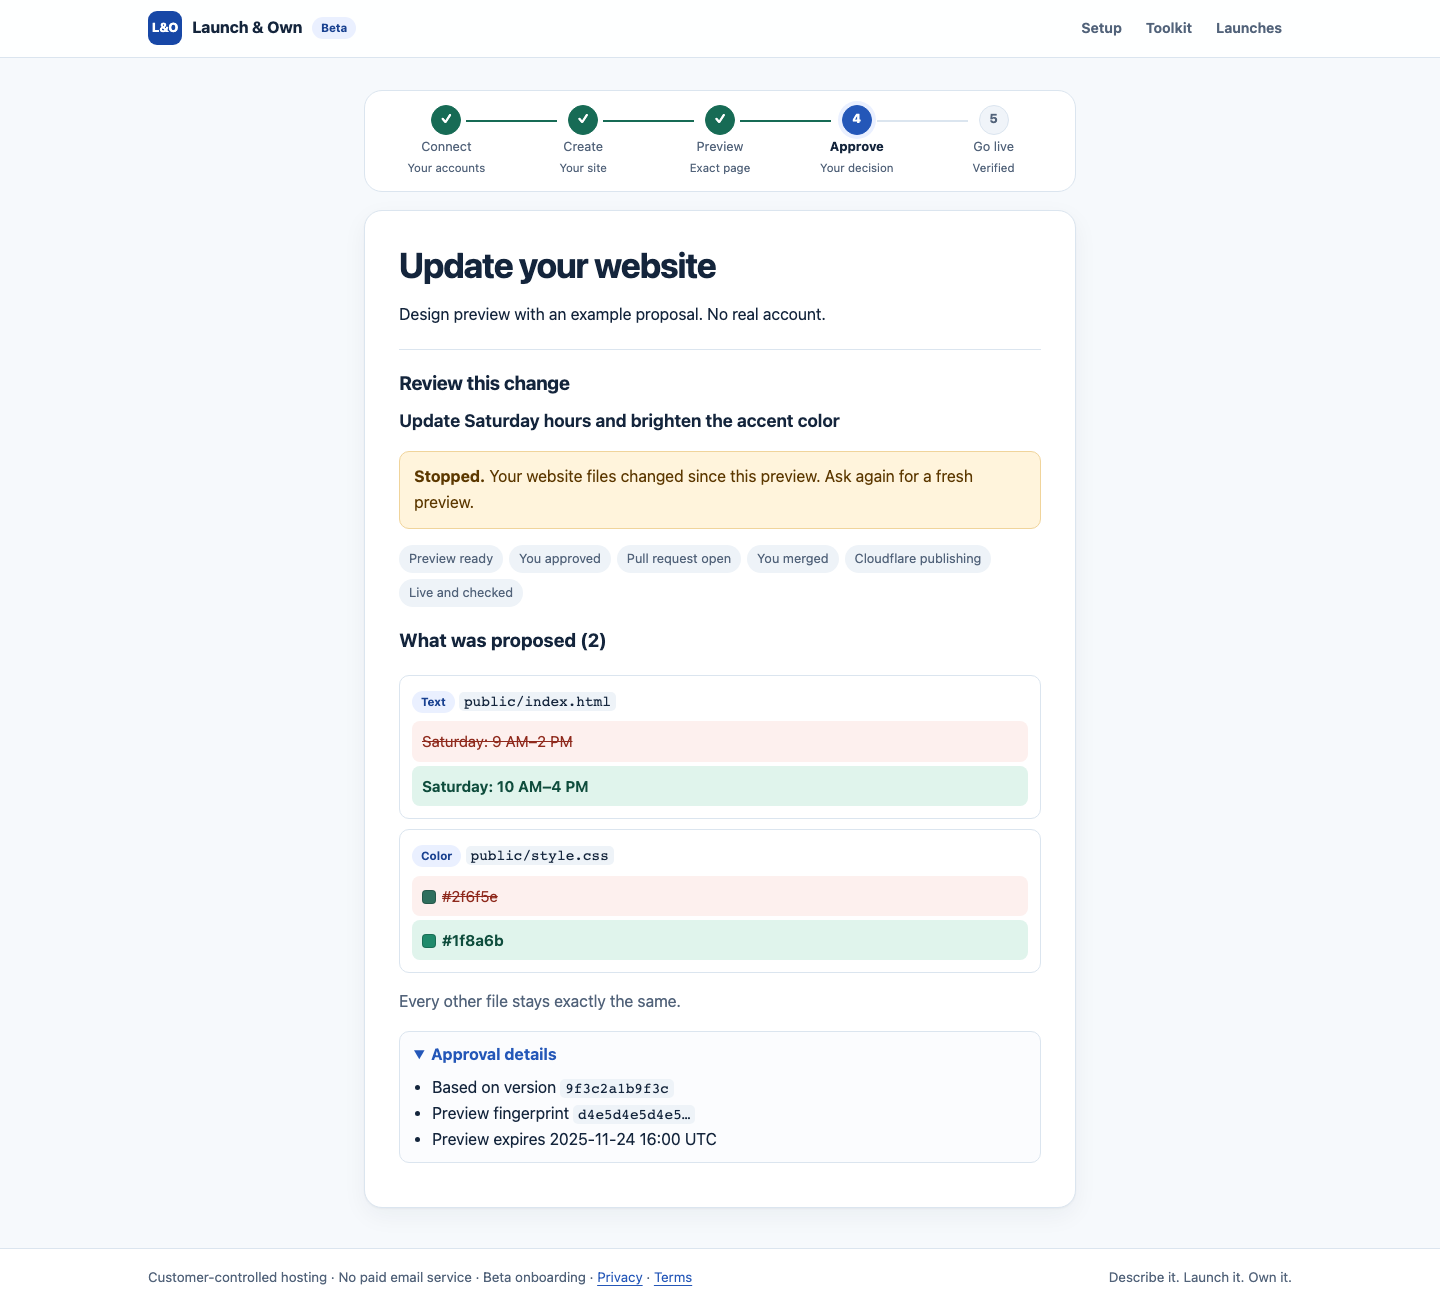 L&O Launch & Own Beta
Setup Toolkit Launches
4 5
Connect Create Preview Approve Go live
Your accounts Your site Exact page Your decision Verified
Update your website
Design preview with an example proposal. No real account.
Review this change
Update Saturday hours and brighten the accent color
Stopped. Your website files changed since this preview. Ask again for a fresh
preview.
Preview ready You approved Pull request open You merged Cloudflare publishing
Live and checked
What was proposed (2)
Text public/index.html
Saturday: 9 AM–2 PM
Saturday: 10 AM–4 PM
Color public/style.css
#2f6f5e
#1f8a6b
Every other file stays exactly the same.
▼ Approval details
• Based on version 9f3c2a1b9f3c
• Preview fingerprint d4e5d4e5d4e5…
• Preview expires 2025-11-24 16:00 UTC
Customer-controlled hosting · No paid email service · Beta onboarding · Privacy · Terms
Describe it. Launch it. Own it.